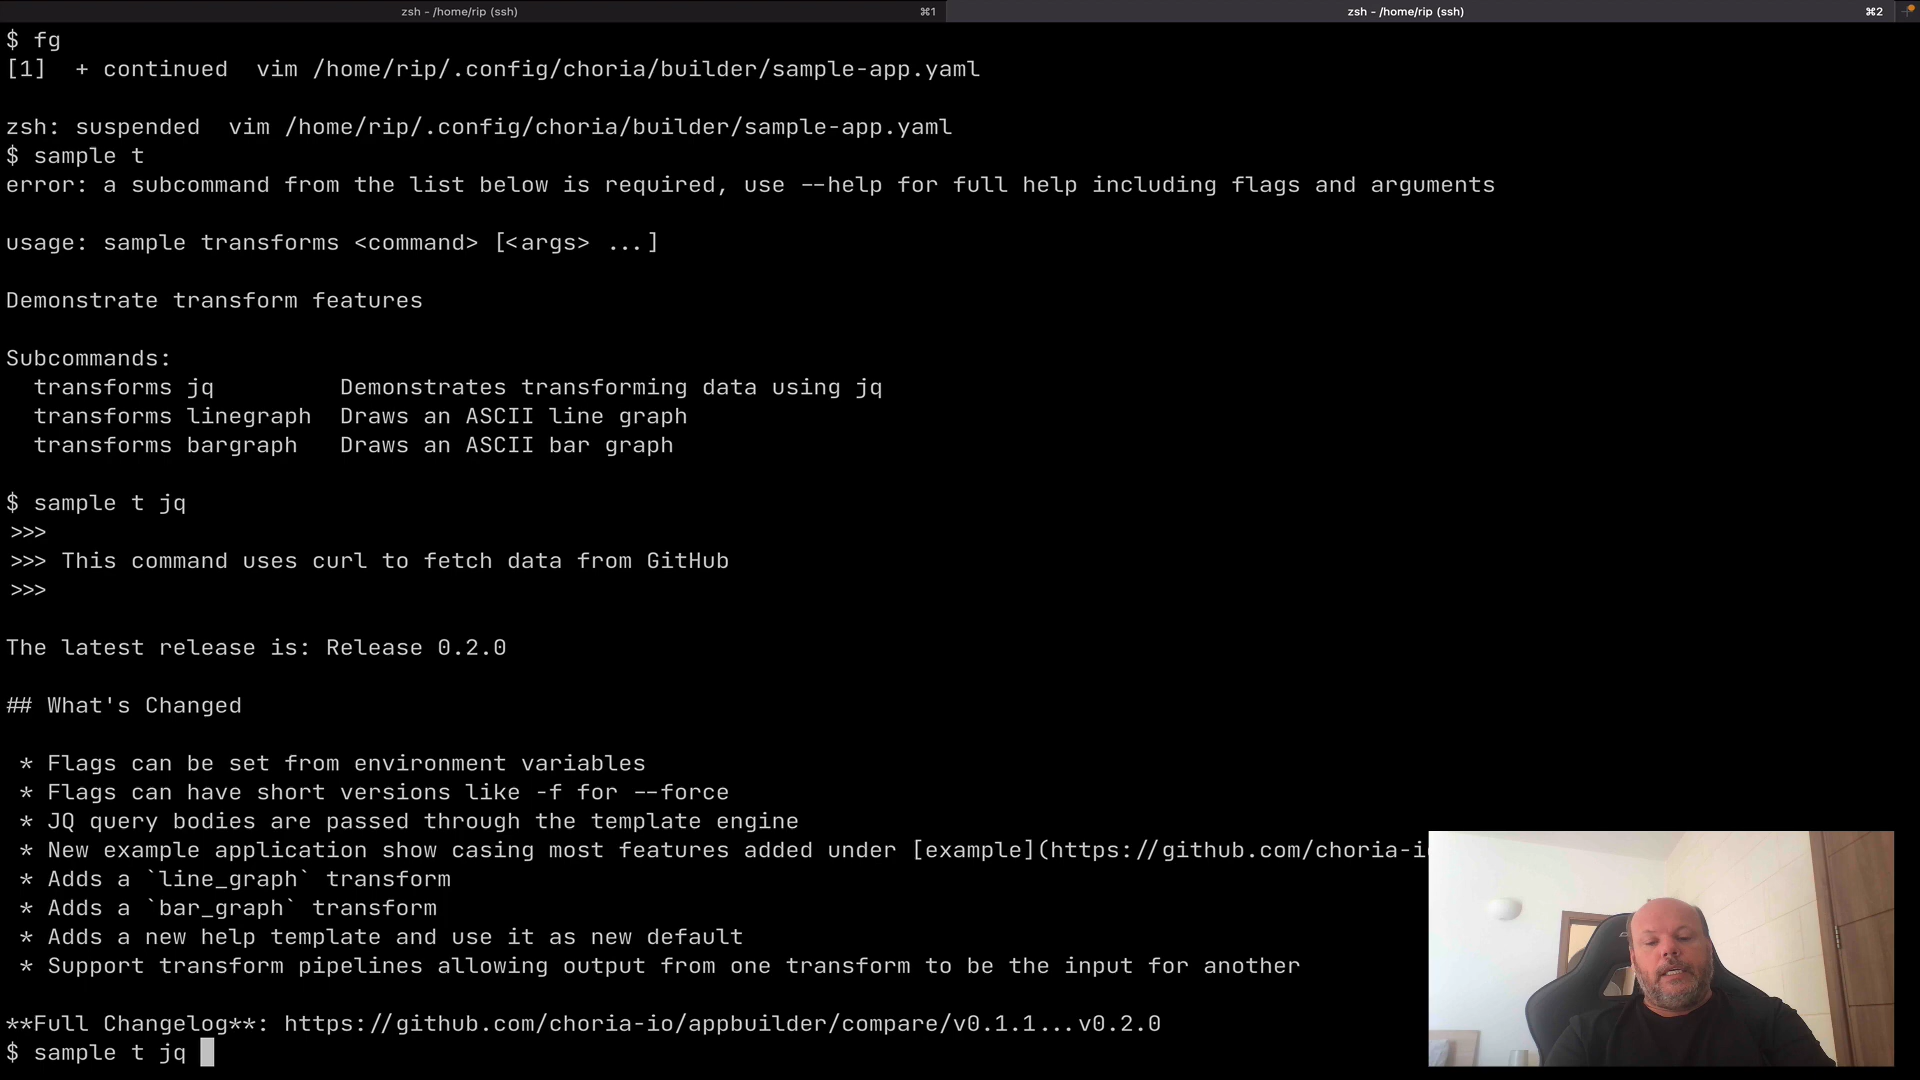 zsh - /home/rip (ssh) ⌘1 zsh - /home/rip (ssh) ⌘2
$ fg
[1]  + continued  vim /home/rip/.config/choria/builder/sample-app.yaml
zsh: suspended  vim /home/rip/.config/choria/builder/sample-app.yaml
$ sample t
error: a subcommand from the list below is required, use --help for full help including flags and arguments
usage: sample transforms <command> [<args> ...]
Demonstrate transform features
Subcommands:
  transforms jq         Demonstrates transforming data using jq
  transforms linegraph  Draws an ASCII line graph
  transforms bargraph   Draws an ASCII bar graph
$ sample t jq
>>>
>>> This command uses curl to fetch data from GitHub
>>>
The latest release is: Release 0.2.0
## What's Changed
 * Flags can be set from environment variables
 * Flags can have short versions like -f for --force
 * JQ query bodies are passed through the template engine
 * New example application show casing most features added under [example](https://github.com/choria-i
 * Adds a `line_graph` transform
 * Adds a `bar_graph` transform
 * Adds a new help template and use it as new default
 * Support transform pipelines allowing output from one transform to be the input for another
**Full Changelog**: https://github.com/choria-io/appbuilder/compare/v0.1.1...v0.2.0
$ sample t jq